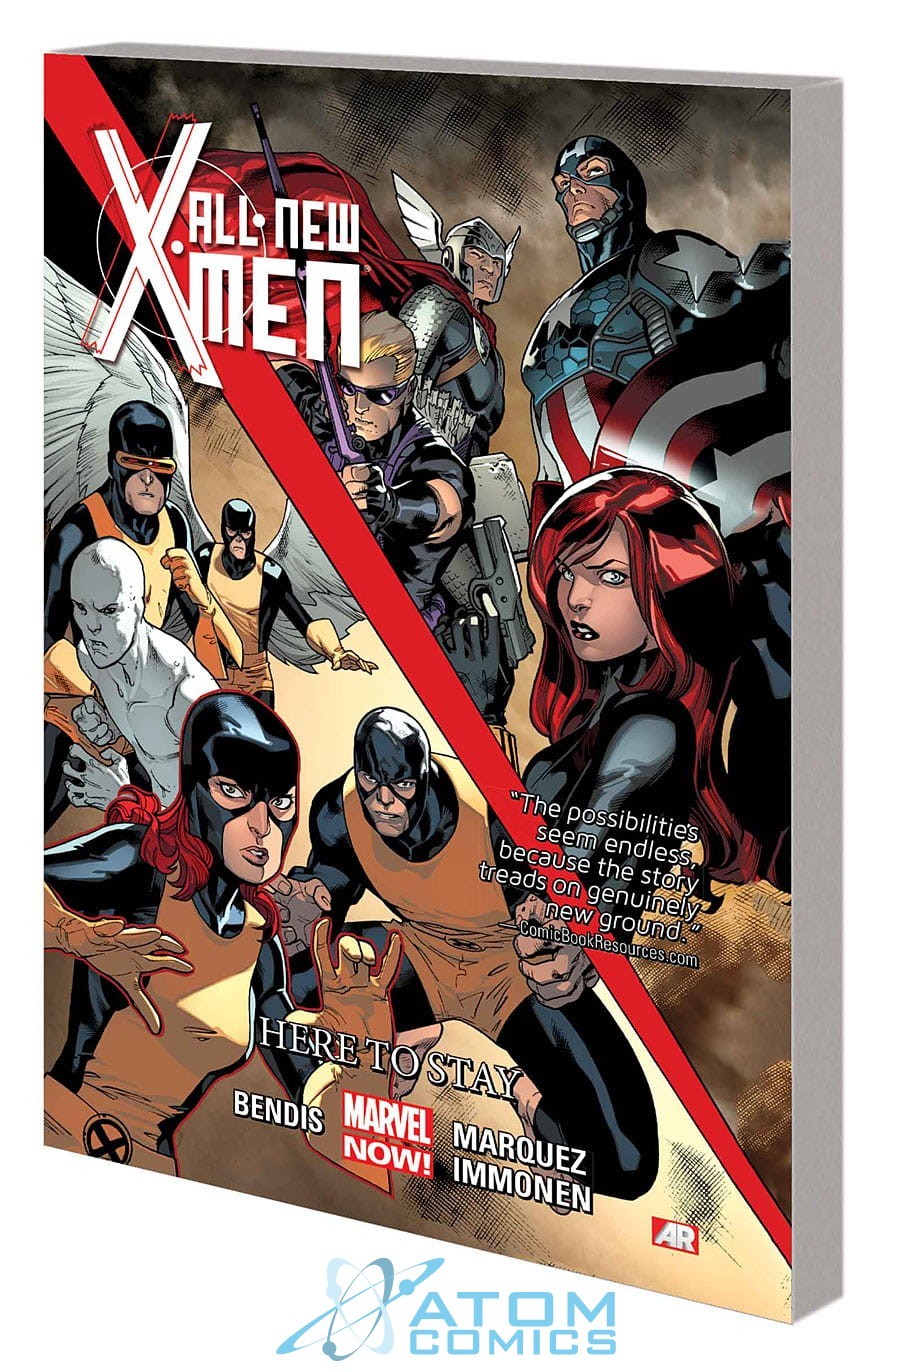 ALL·NEW
X·MEN
"The possibilities
seem endless,
because the story
treads on genuinely
new ground."
—ComicBookResources.com
HERE TO STAY
BENDIS
MARVEL
NOW!
MARQUEZ
IMMONEN
AR
ATOM
COMICS